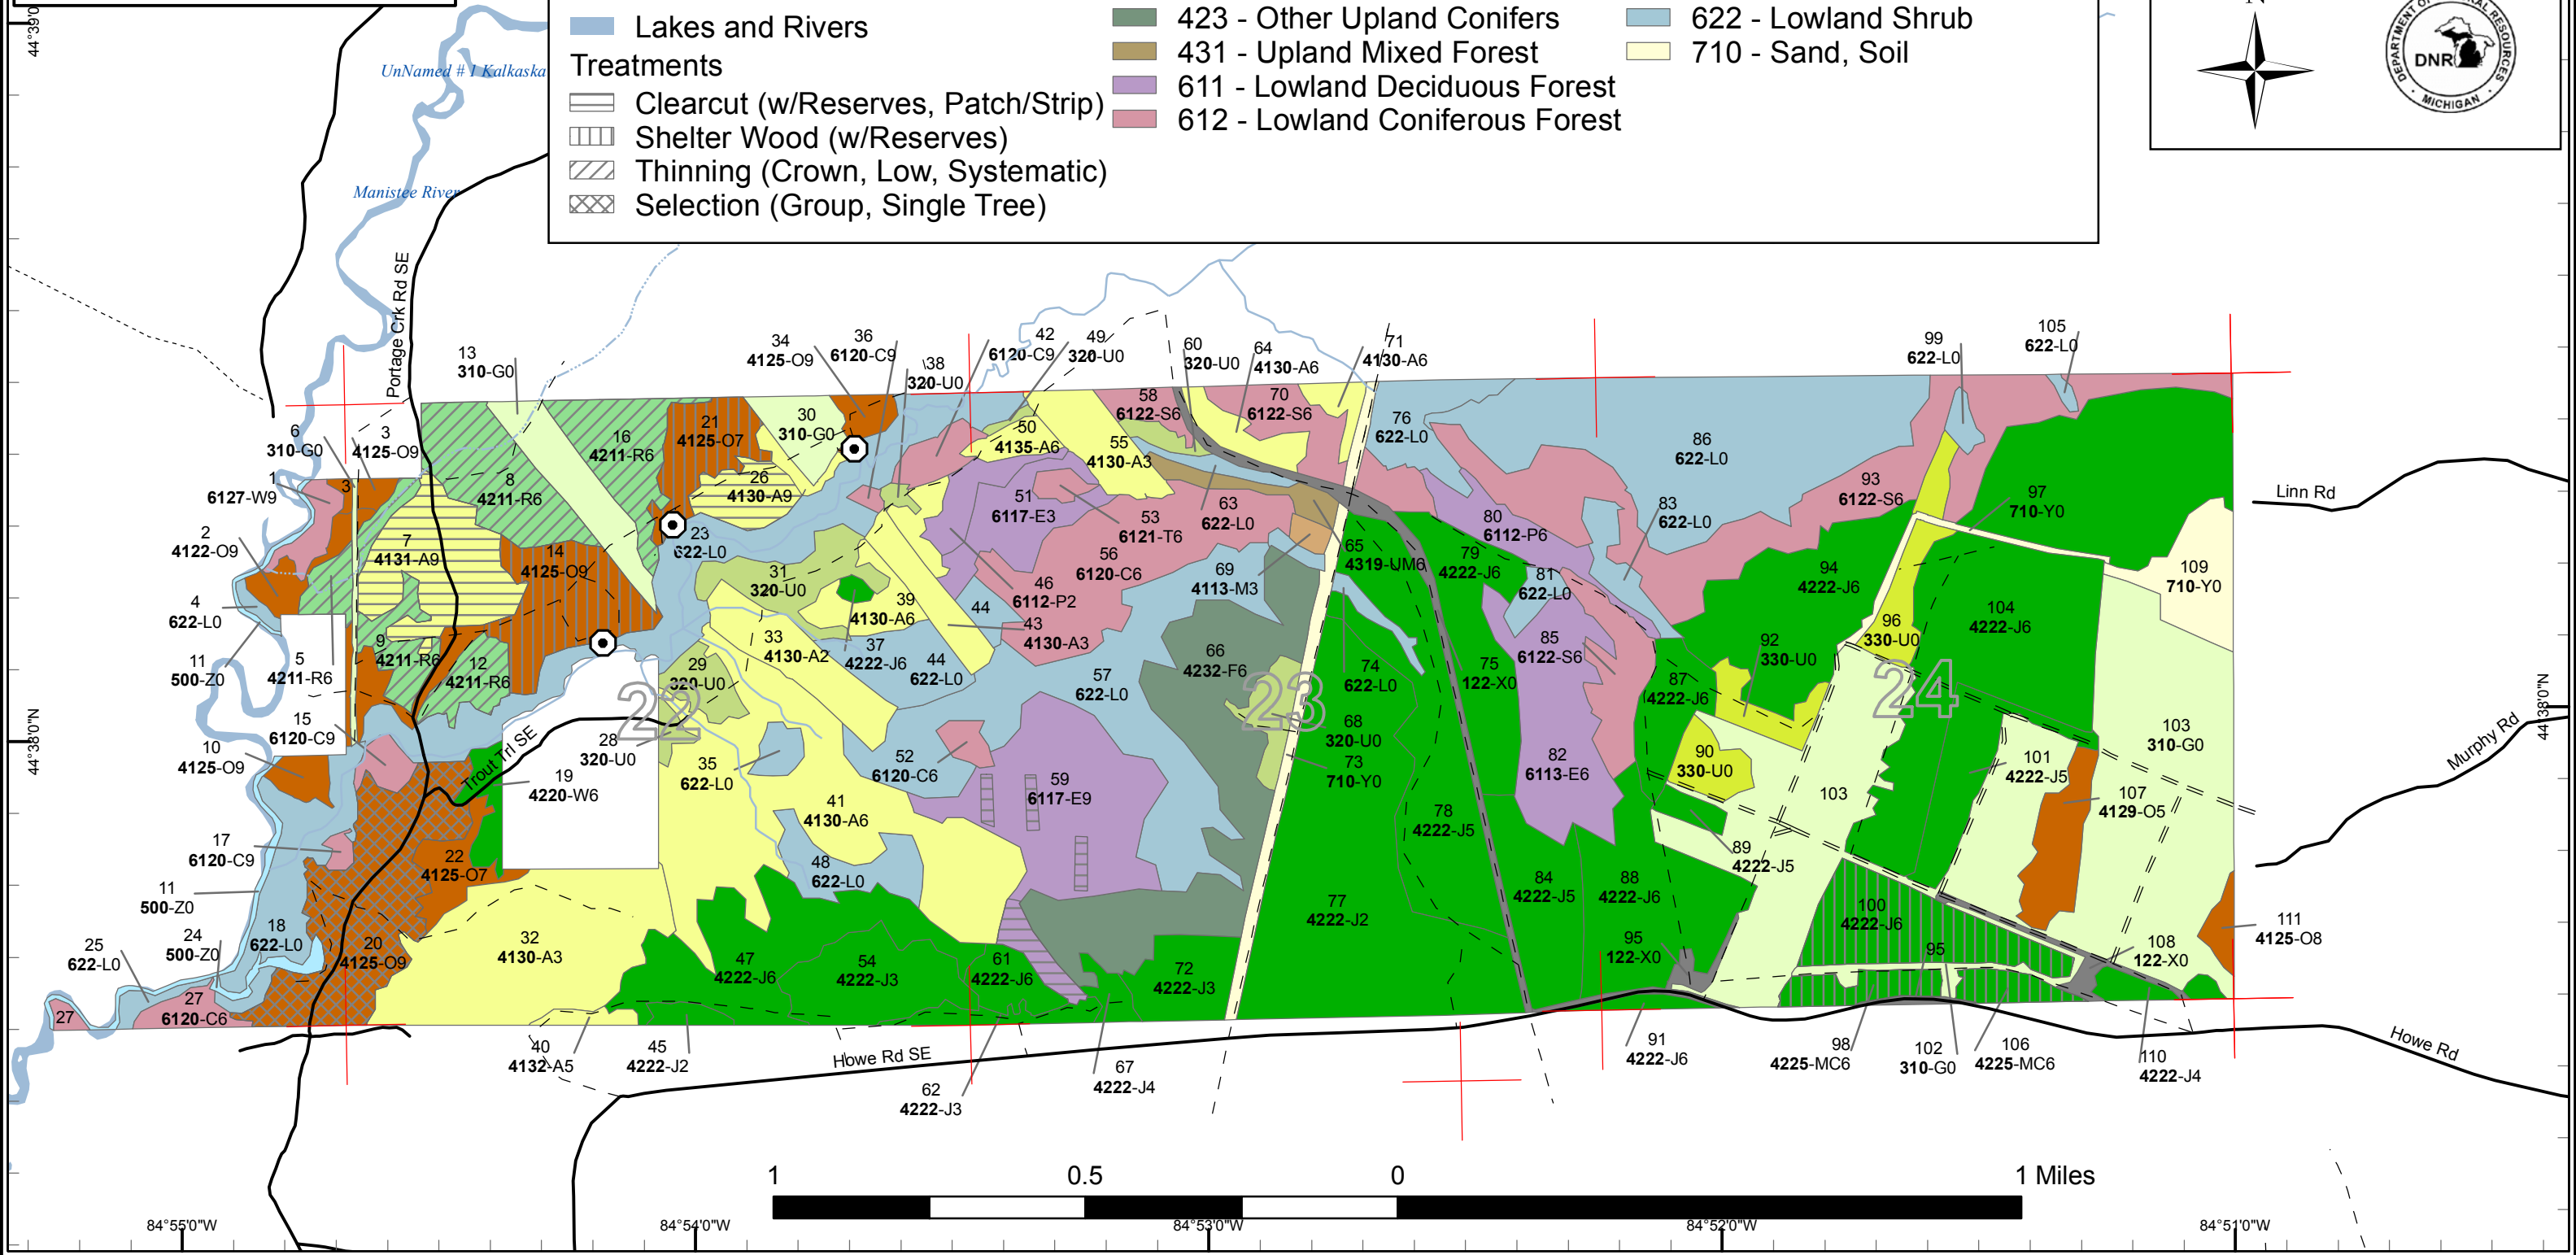 Lakes and Rivers
Treatments
Clearcut (w/Reserves, Patch/Strip)
Shelter Wood (w/Reserves)
Thinning (Crown, Low, Systematic)
Selection (Group, Single Tree)
423 - Other Upland Conifers
431 - Upland Mixed Forest
611 - Lowland Deciduous Forest
612 - Lowland Coniferous Forest
622 - Lowland Shrub
710 - Sand, Soil
DNR
MICHIGAN
UnNamed # 1 Kalkaska
Manistee River
Portage Crk Rd SE
Trout Trl SE
Howe Rd SE
Linn Rd
Murphy Rd
Howe Rd
22
23
24
1
6127-W9
2
4122-O9
3
4125-O9
3
4
622-L0
5
4211-R6
6
310-G0
7
4131-A9
8
4211-R6
9
4211-R6
10
4125-O9
11
500-Z0
11
500-Z0
12
4211-R6
13
310-G0
14
4125-O9
15
6120-C9
16
4211-R6
17
6120-C9
18
622-L0
19
4220-W6
20
4125-O9
21
4125-O7
22
4125-O7
23
622-L0
24
500-Z0
25
622-L0
26
4130-A9
27
6120-C6
27
28
320-U0
29
320-U0
30
310-G0
31
320-U0
32
4130-A3
33
4130-A2
34
4125-O9
35
622-L0
36
6120-C9
37
4222-J6
38
320-U0
39
4130-A6
40
4132-A5
41
4130-A6
42
6120-C9
43
4130-A3
44
44
622-L0
45
4222-J2
46
6112-P2
47
4222-J6
48
622-L0
49
320-U0
50
4135-A6
51
6117-E3
52
6120-C6
53
6121-T6
54
4222-J3
55
4130-A3
56
6120-C6
57
622-L0
58
6122-S6
59
6117-E9
60
320-U0
61
4222-J6
62
4222-J3
63
622-L0
64
4130-A6
65
4319-UM6
66
4232-F6
67
4222-J4
68
320-U0
69
4113-M3
70
6122-S6
71
4130-A6
72
4222-J3
73
710-Y0
74
622-L0
75
122-X0
76
622-L0
77
4222-J2
78
4222-J5
79
4222-J6
80
6112-P6
81
622-L0
82
6113-E6
83
622-L0
84
4222-J5
85
6122-S6
86
622-L0
87
4222-J6
88
4222-J6
89
4222-J5
90
330-U0
91
4222-J6
92
330-U0
93
6122-S6
94
4222-J6
95
122-X0
95
96
330-U0
97
710-Y0
98
4225-MC6
99
622-L0
100
4222-J6
101
4222-J5
102
310-G0
103
310-G0
103
104
4222-J6
105
622-L0
106
4225-MC6
107
4129-O5
108
122-X0
109
710-Y0
110
4222-J4
111
4125-O8
1 0.5 0 1 Miles
84°55'0"W 84°54'0"W 84°53'0"W 84°52'0"W 84°51'0"W
44°38'0"N
44°38'0"N